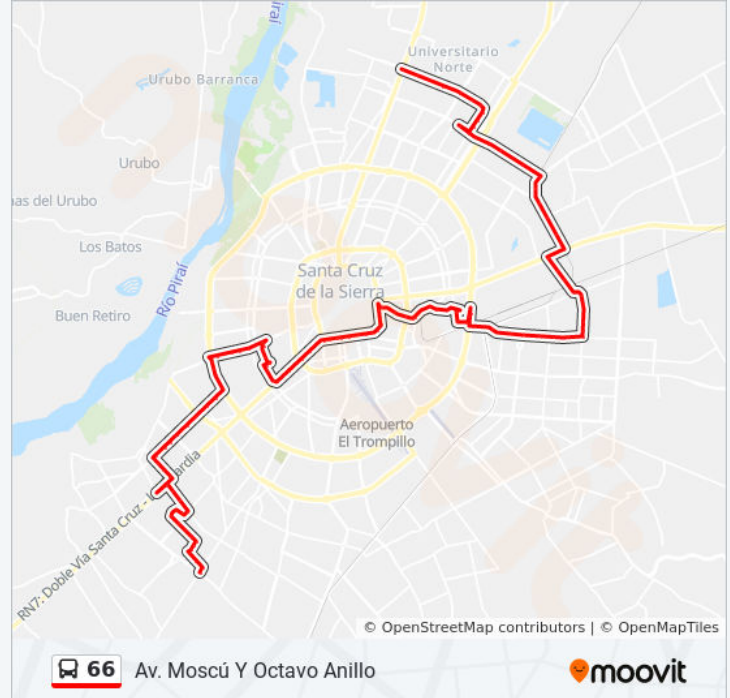 Piraí
Universitario
Norte
Urubo Barranca
Urubo
nas del Urubo
Los Batos
Río Piraí
Buen Retiro
Santa Cruz
de la Sierra
Aeropuerto
El Trompillo
RN7: Doble Vía Santa Cruz - La Guardia
© OpenStreetMap contributors | © OpenMapTiles
66 Av. Moscú Y Octavo Anillo
moovit